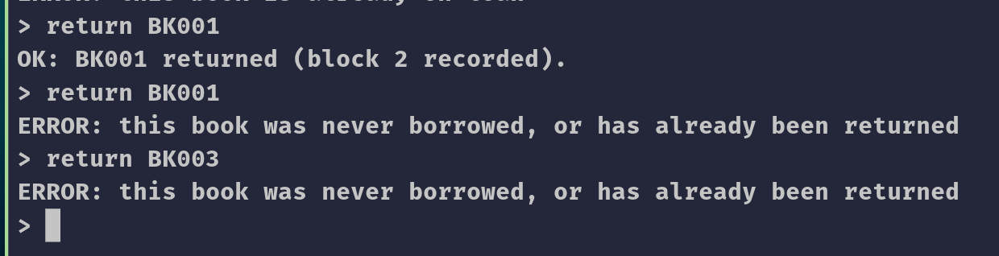 > return BK001
OK: BK001 returned (block 2 recorded).
> return BK001
ERROR: this book was never borrowed, or has already been returned
> return BK003
ERROR: this book was never borrowed, or has already been returned
>